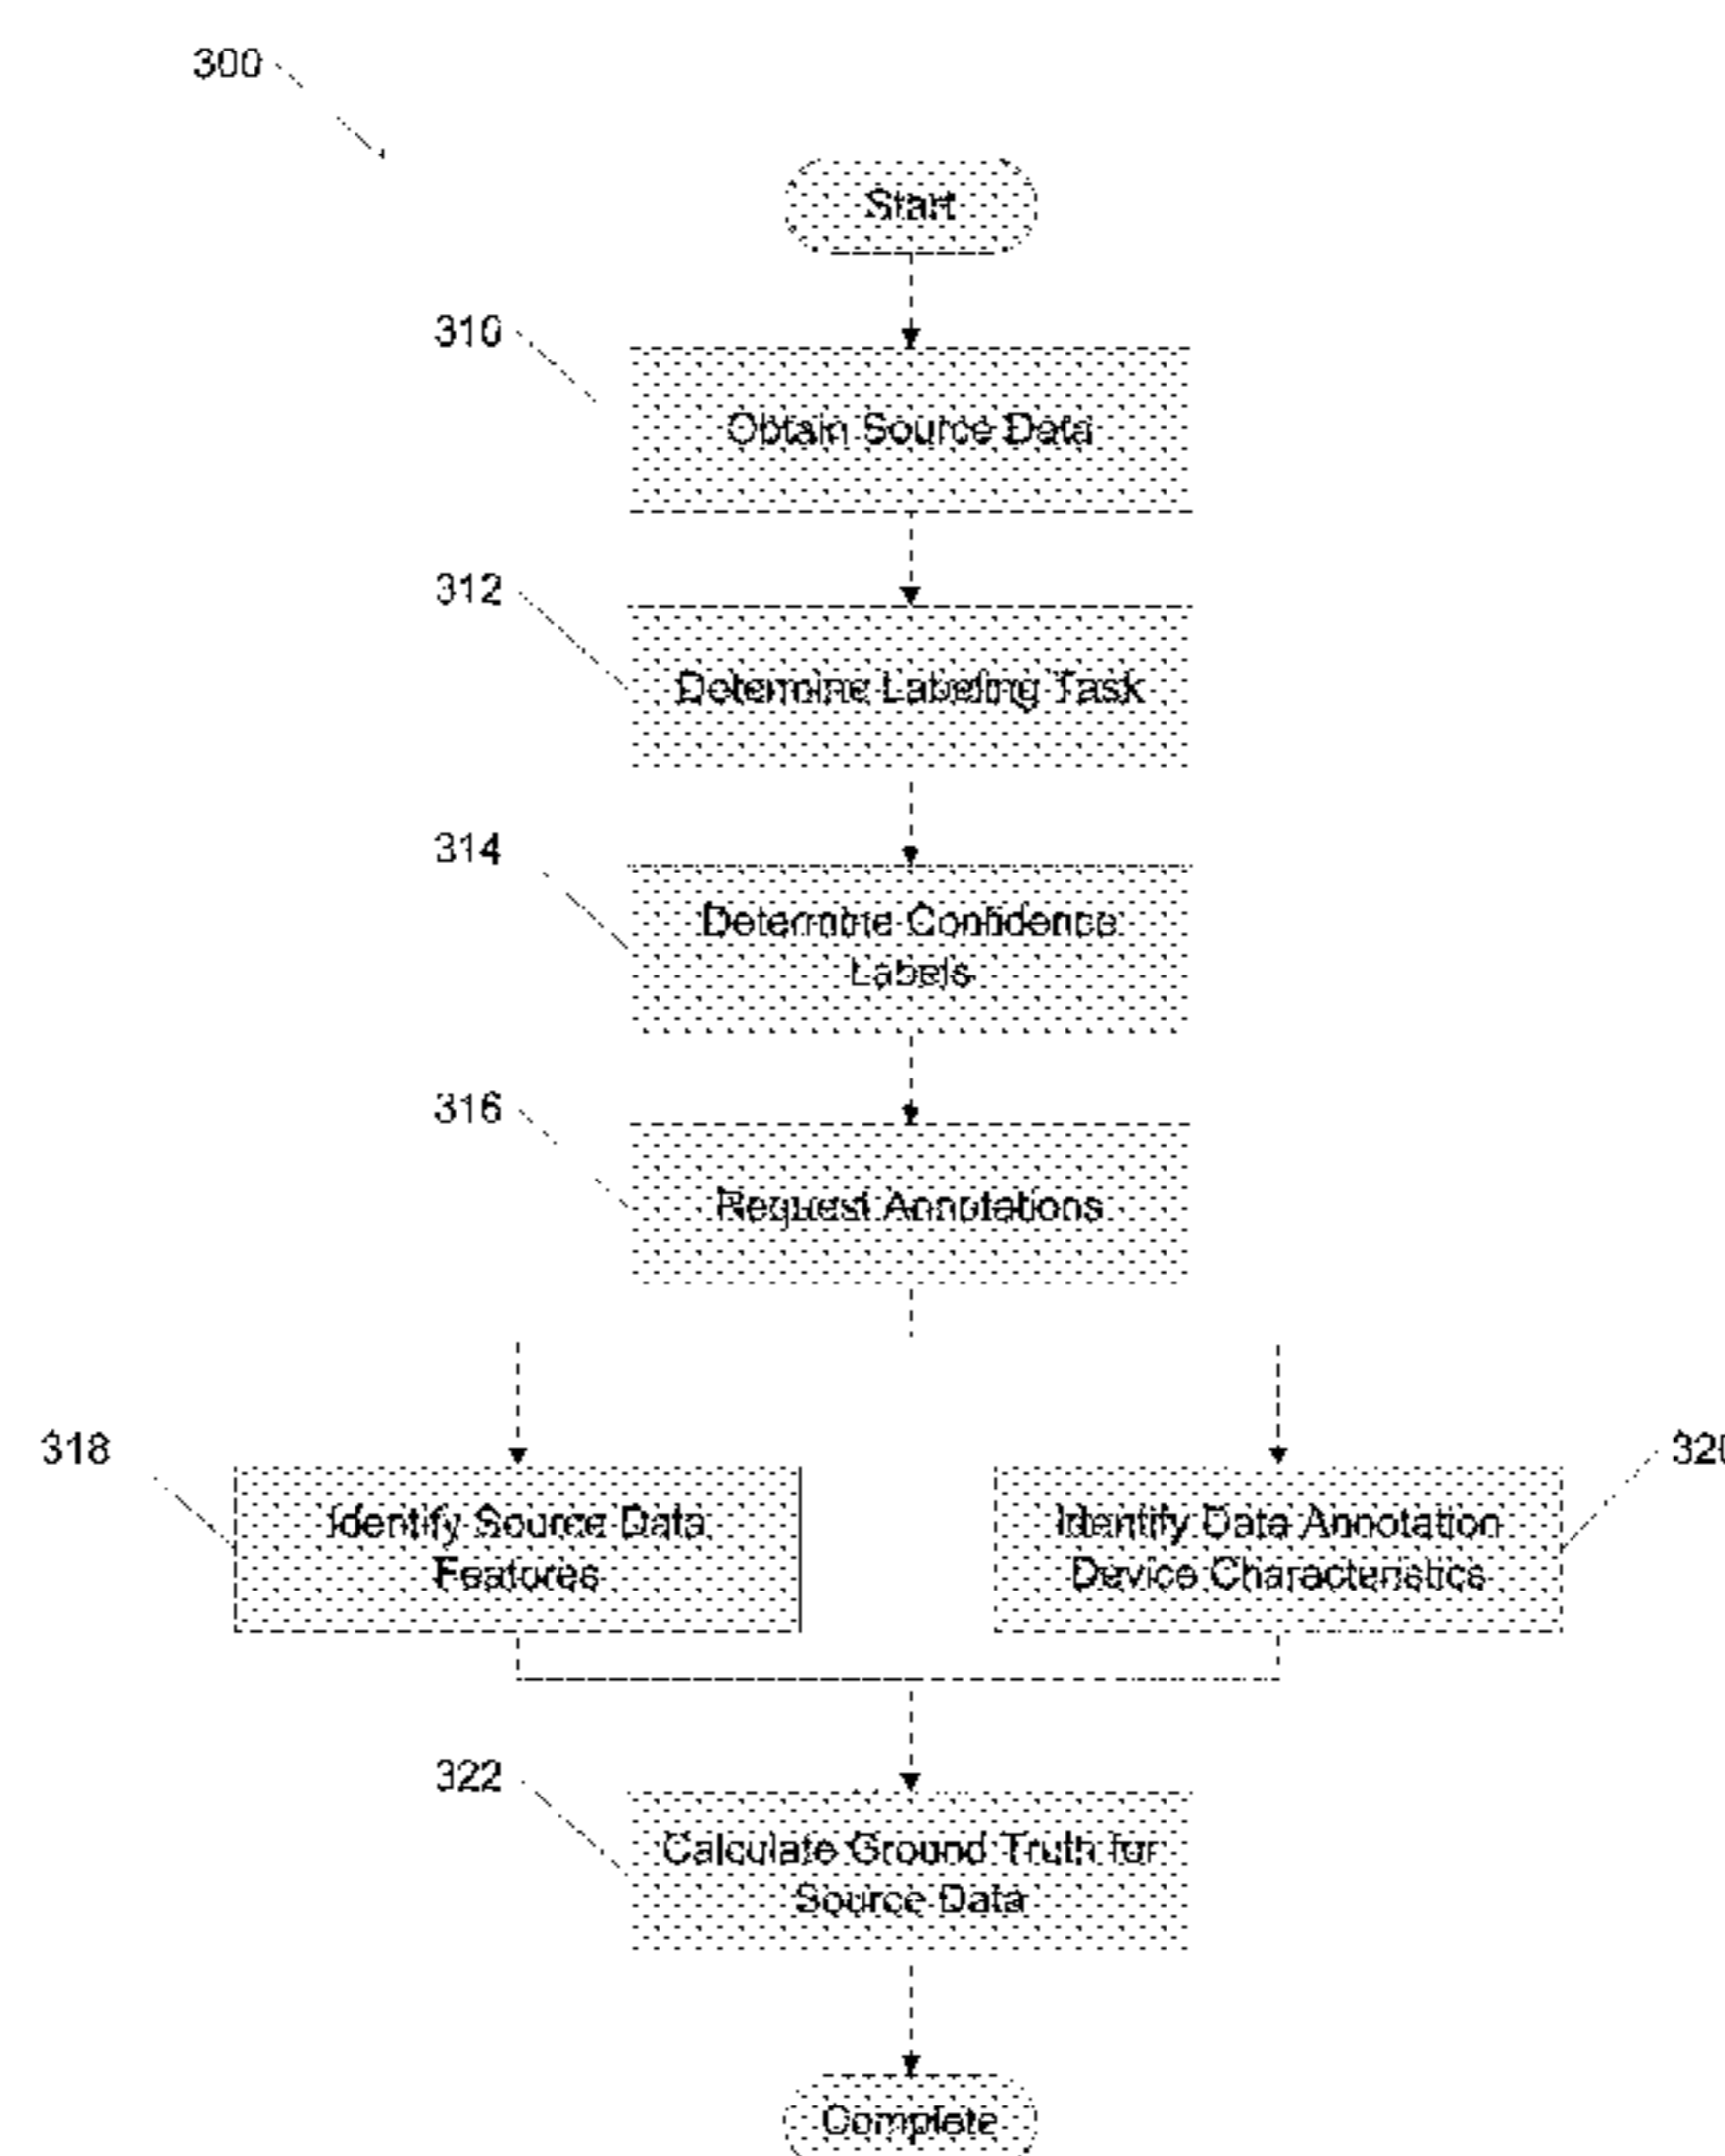 300
Start
310
Obtain Source Data
312
Determine Labeling Task
314
Determine Confidence
Labels
316
Request Annotations
318
320
Identify Source Data
Features
Identify Data Annotation
Device Characteristics
322
Calculate Ground Truth for
Source Data
Complete